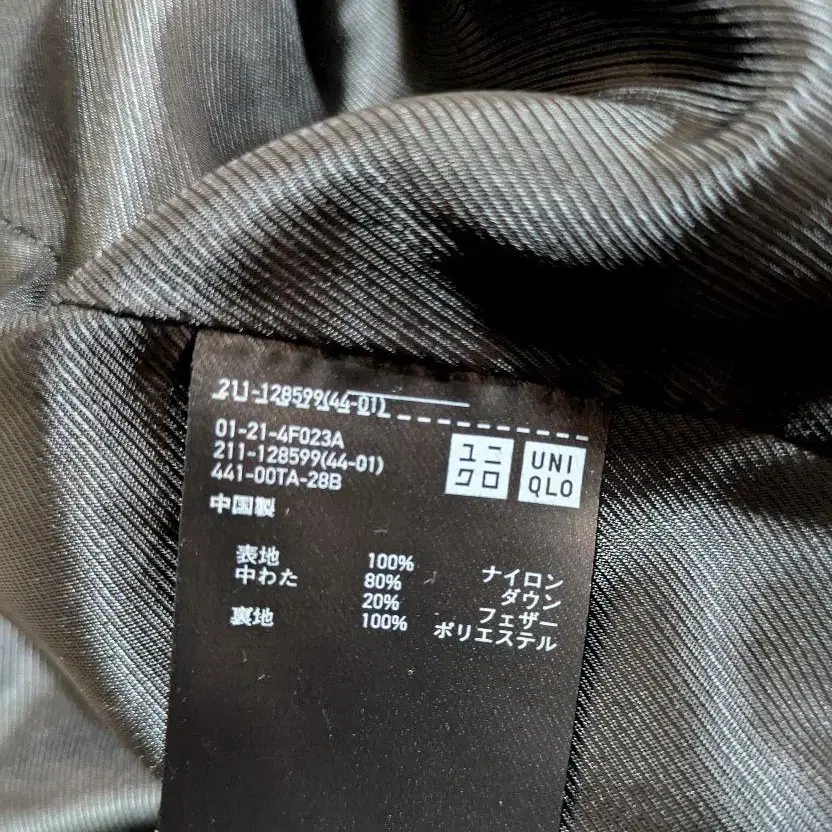 211-128599(44-01)
01-21-4F023A
211-128599(44-01)
441-00TA-28B
ユニ
クロ
UNI
QLO
中国製
表地 100% ナイロン
中わた 80% ダウン
20% フェザー
裏地 100% ポリエステル